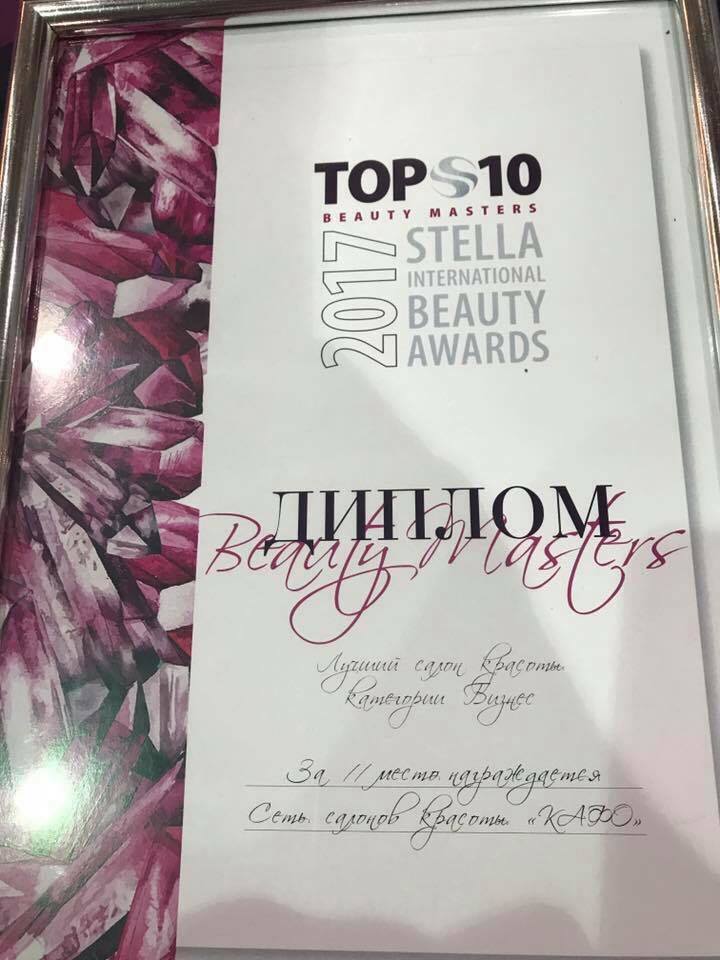 TOP 10
BEAUTY MASTERS
2017
STELLA
INTERNATIONAL
BEAUTY
AWARDS
ДИПЛОМ
Beauty Masters
Лучший салон красоты
категории Бизнес
За II место награждается
Сеть салонов красоты «КАФО»